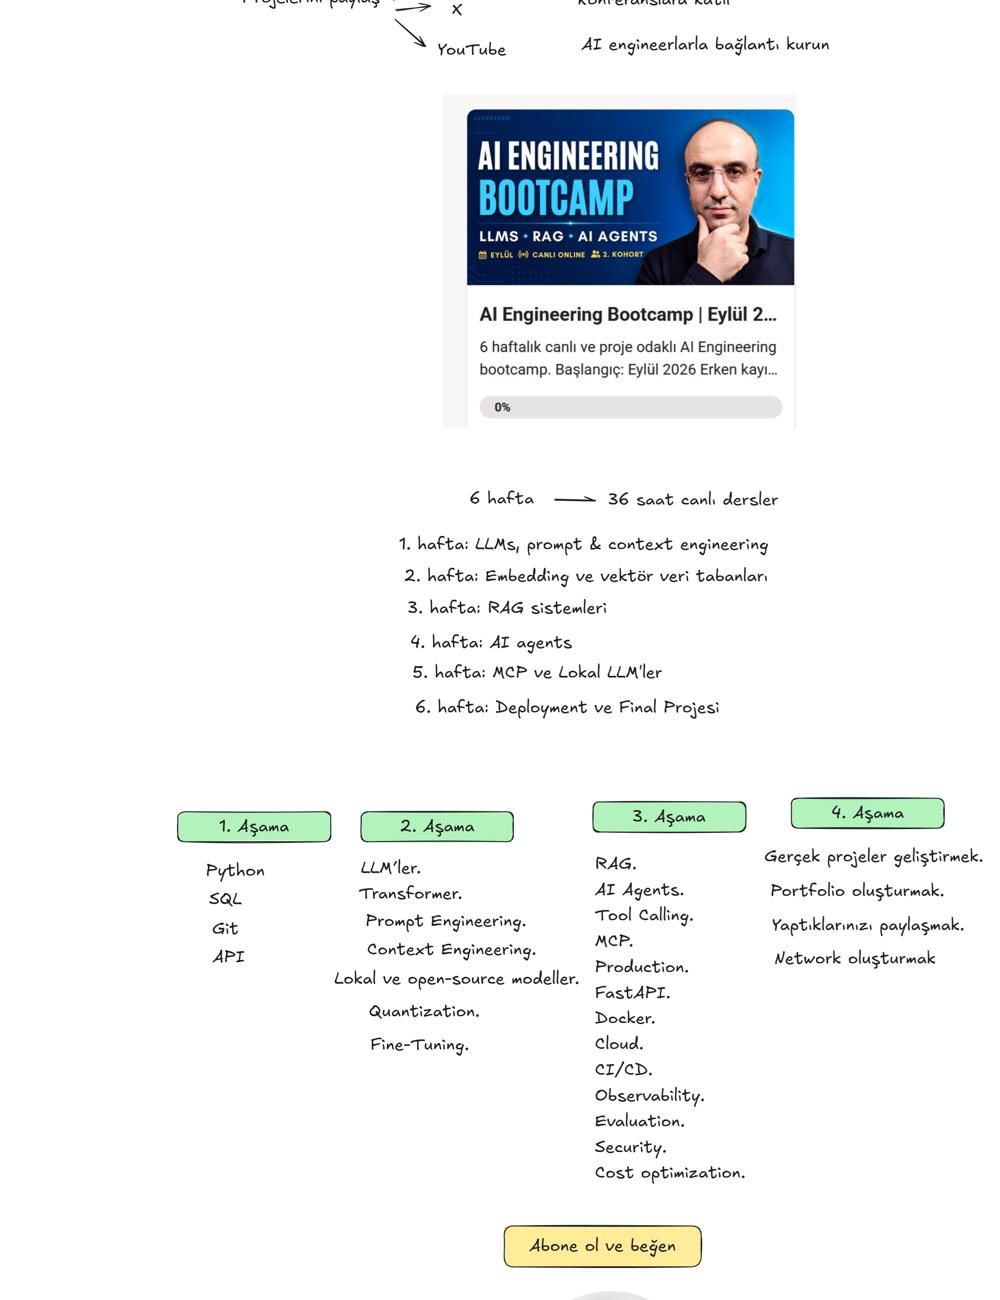 Projelerini paylaş
X
konferanslara katıl
YouTube
AI engineerlarla bağlantı kurun
AI ENGINEERING
BOOTCAMP
LLMS • RAG • AI AGENTS
EYLÜL CANLI ONLINE 2. KOHORT
AI Engineering Bootcamp | Eylül 2...
6 haftalık canlı ve proje odaklı AI Engineering
bootcamp. Başlangıç: Eylül 2026 Erken kayı...
0%
6 hafta 36 saat canlı dersler
1. hafta: LLMs, prompt & context engineering
2. hafta: Embedding ve vektör veri tabanları
3. hafta: RAG sistemleri
4. hafta: AI agents
5. hafta: MCP ve Lokal LLM'ler
6. hafta: Deployment ve Final Projesi
1. Aşama
Python
SQL
Git
API
2. Aşama
LLM'ler.
Transformer.
Prompt Engineering.
Context Engineering.
Lokal ve open-source modeller.
Quantization.
Fine-Tuning.
3. Aşama
RAG.
AI Agents.
Tool Calling.
MCP.
Production.
FastAPI.
Docker.
Cloud.
CI/CD.
Observability.
Evaluation.
Security.
Cost optimization.
4. Aşama
Gerçek projeler geliştirmek.
Portfolio oluşturmak.
Yaptıklarınızı paylaşmak.
Network oluşturmak
Abone ol ve beğen